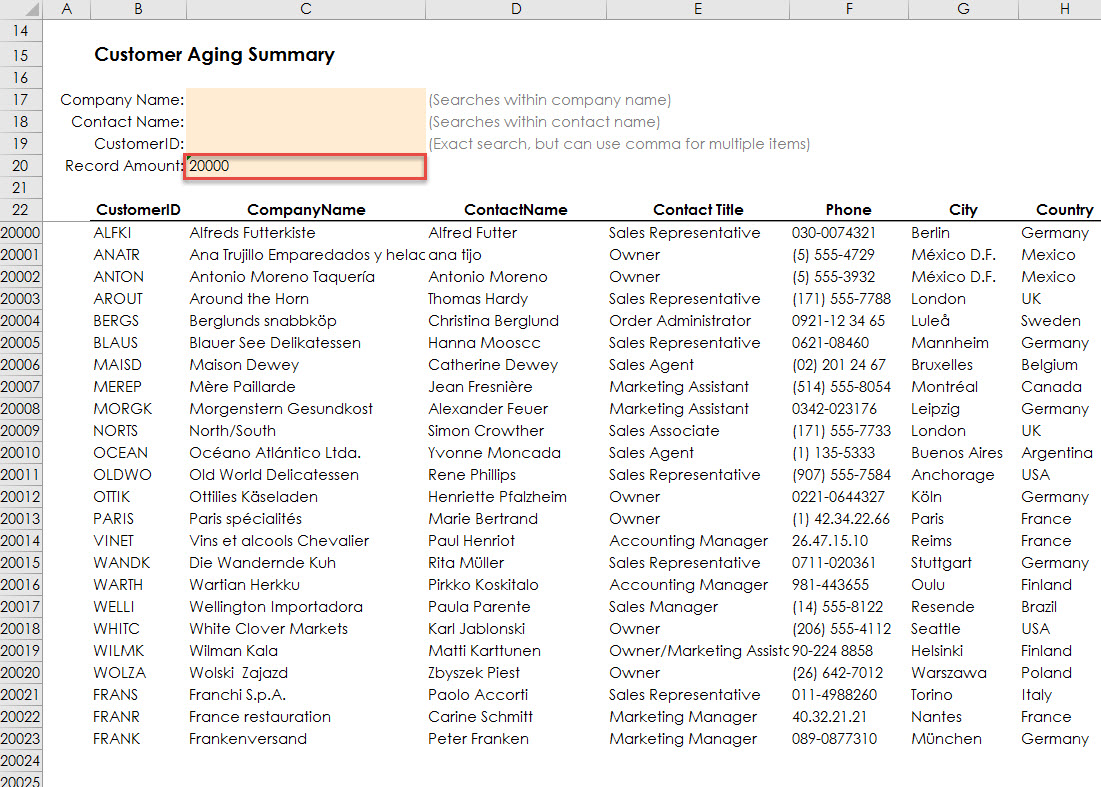 A B C D E F G H
14
15 Customer Aging Summary
16
17 Company Name: (Searches within company name)
18 Contact Name: (Searches within contact name)
19 CustomerID: (Exact search, but can use comma for multiple items)
20 Record Amount: 20000
21
22 CustomerID CompanyName ContactName Contact Title Phone City Country
20000 ALFKI Alfreds Futterkiste Alfred Futter Sales Representative 030-0074321 Berlin Germany
20001 ANATR Ana Trujillo Emparedados y helac ana tijo Owner (5) 555-4729 México D.F. Mexico
20002 ANTON Antonio Moreno Taquería Antonio Moreno Owner (5) 555-3932 México D.F. Mexico
20003 AROUT Around the Horn Thomas Hardy Sales Representative (171) 555-7788 London UK
20004 BERGS Berglunds snabbköp Christina Berglund Order Administrator 0921-12 34 65 Luleå Sweden
20005 BLAUS Blauer See Delikatessen Hanna Mooscc Sales Representative 0621-08460 Mannheim Germany
20006 MAISD Maison Dewey Catherine Dewey Sales Agent (02) 201 24 67 Bruxelles Belgium
20007 MEREP Mère Paillarde Jean Fresnière Marketing Assistant (514) 555-8054 Montréal Canada
20008 MORGK Morgenstern Gesundkost Alexander Feuer Marketing Assistant 0342-023176 Leipzig Germany
20009 NORTS North/South Simon Crowther Sales Associate (171) 555-7733 London UK
20010 OCEAN Océano Atlántico Ltda. Yvonne Moncada Sales Agent (1) 135-5333 Buenos Aires Argentina
20011 OLDWO Old World Delicatessen Rene Phillips Sales Representative (907) 555-7584 Anchorage USA
20012 OTTIK Ottilies Käseladen Henriette Pfalzheim Owner 0221-0644327 Köln Germany
20013 PARIS Paris spécialités Marie Bertrand Owner (1) 42.34.22.66 Paris France
20014 VINET Vins et alcools Chevalier Paul Henriot Accounting Manager 26.47.15.10 Reims France
20015 WANDK Die Wandernde Kuh Rita Müller Sales Representative 0711-020361 Stuttgart Germany
20016 WARTH Wartian Herkku Pirkko Koskitalo Accounting Manager 981-443655 Oulu Finland
20017 WELLI Wellington Importadora Paula Parente Sales Manager (14) 555-8122 Resende Brazil
20018 WHITC White Clover Markets Karl Jablonski Owner (206) 555-4112 Seattle USA
20019 WILMK Wilman Kala Matti Karttunen Owner/Marketing Assistc 90-224 8858 Helsinki Finland
20020 WOLZA Wolski Zajazd Zbyszek Piest Owner (26) 642-7012 Warszawa Poland
20021 FRANS Franchi S.p.A. Paolo Accorti Sales Representative 011-4988260 Torino Italy
20022 FRANR France restauration Carine Schmitt Marketing Manager 40.32.21.21 Nantes France
20023 FRANK Frankenversand Peter Franken Marketing Manager 089-0877310 München Germany
20024
20025